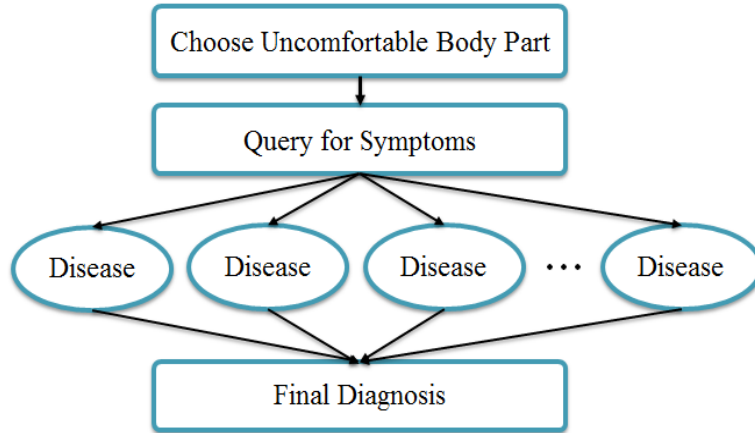 Choose Uncomfortable Body Part
Query for Symptoms
Disease
Disease
Disease
...
Disease
Final Diagnosis